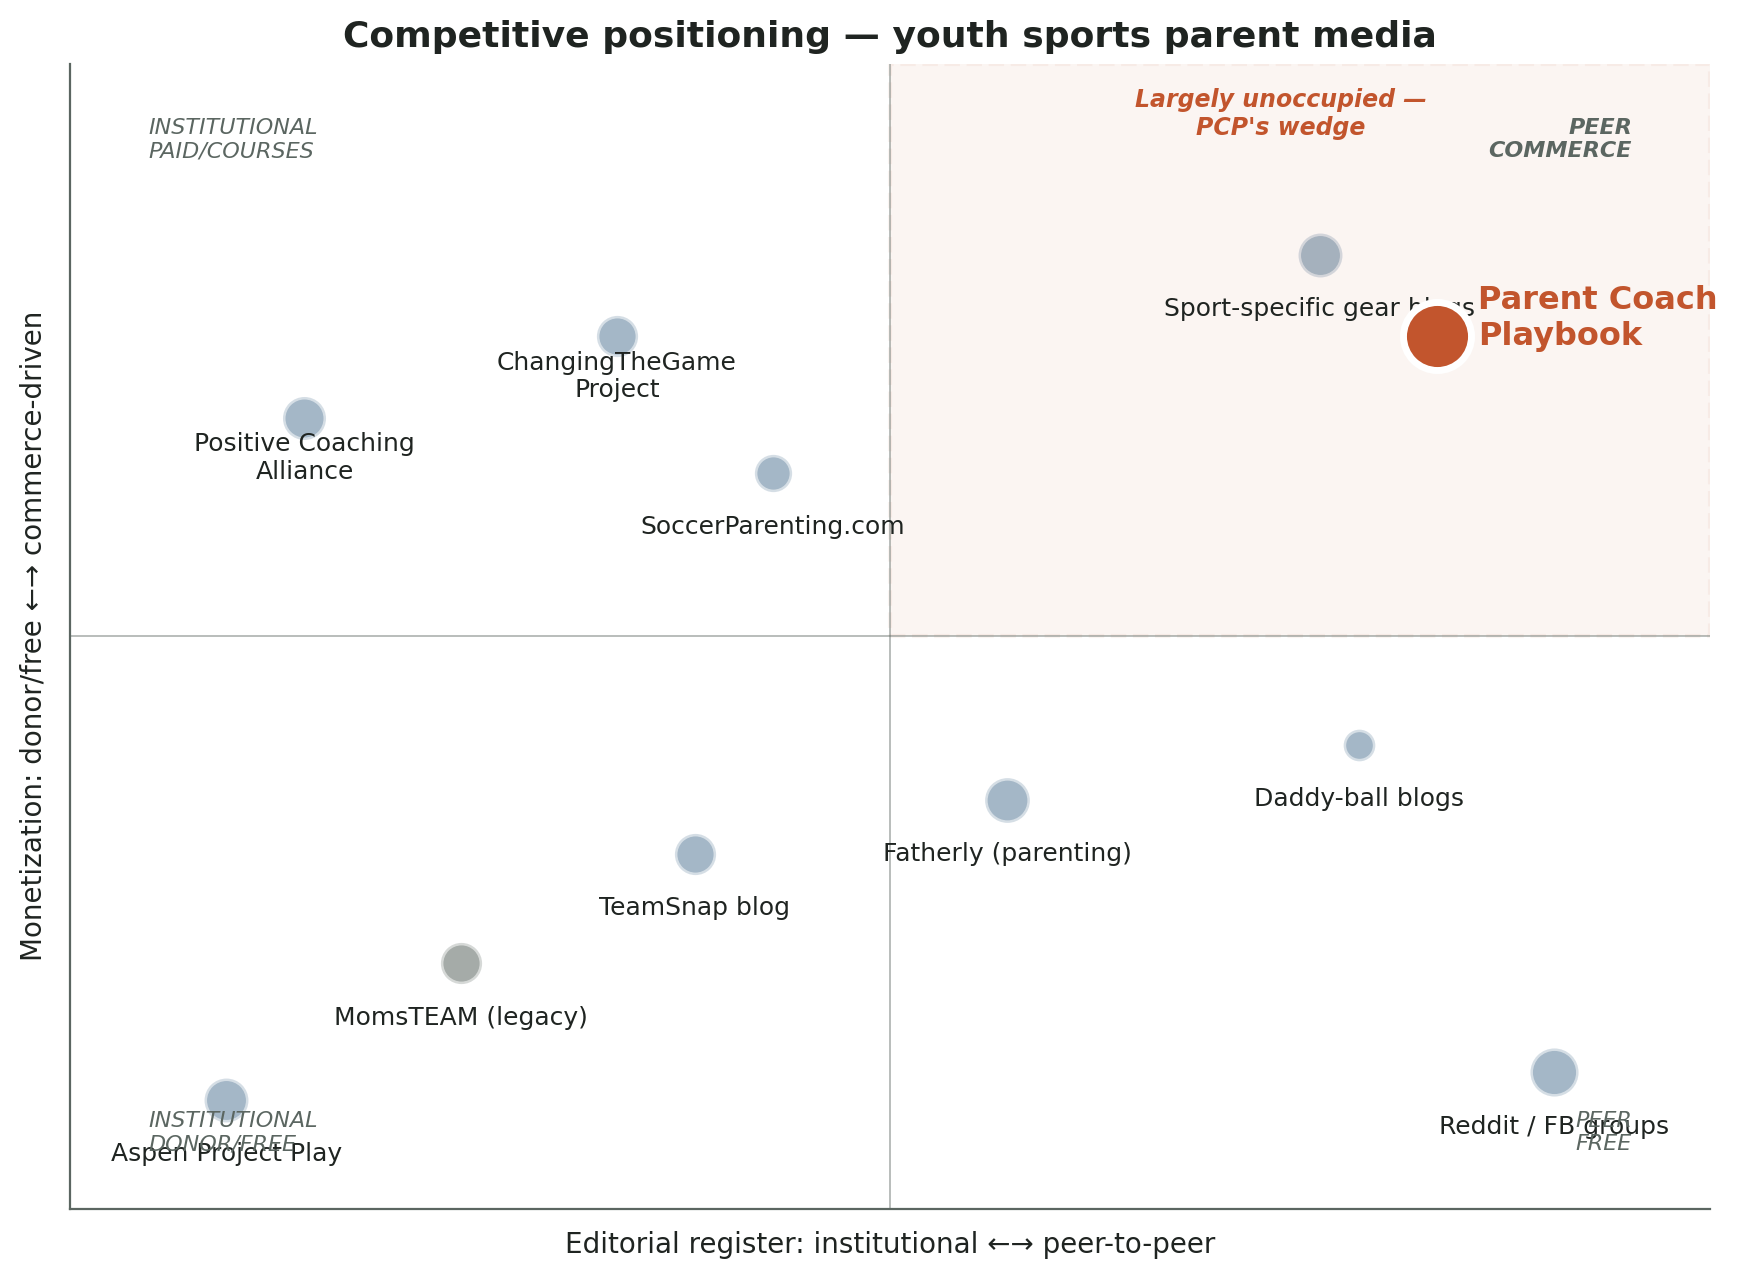 Competitive positioning — youth sports parent media
INSTITUTIONAL
PAID/COURSES
Largely unoccupied —
PCP's wedge
PEER
COMMERCE
Sport-specific gear blogs
Parent Coach
Playbook
ChangingTheGame
Project
Positive Coaching
Alliance
SoccerParenting.com
Monetization: donor/free ←→ commerce-driven
Daddy-ball blogs
Fatherly (parenting)
TeamSnap blog
MomsTEAM (legacy)
INSTITUTIONAL
DONOR/FREE
Aspen Project Play
Reddit / FB groups
PEER
FREE
Editorial register: institutional ←→ peer-to-peer